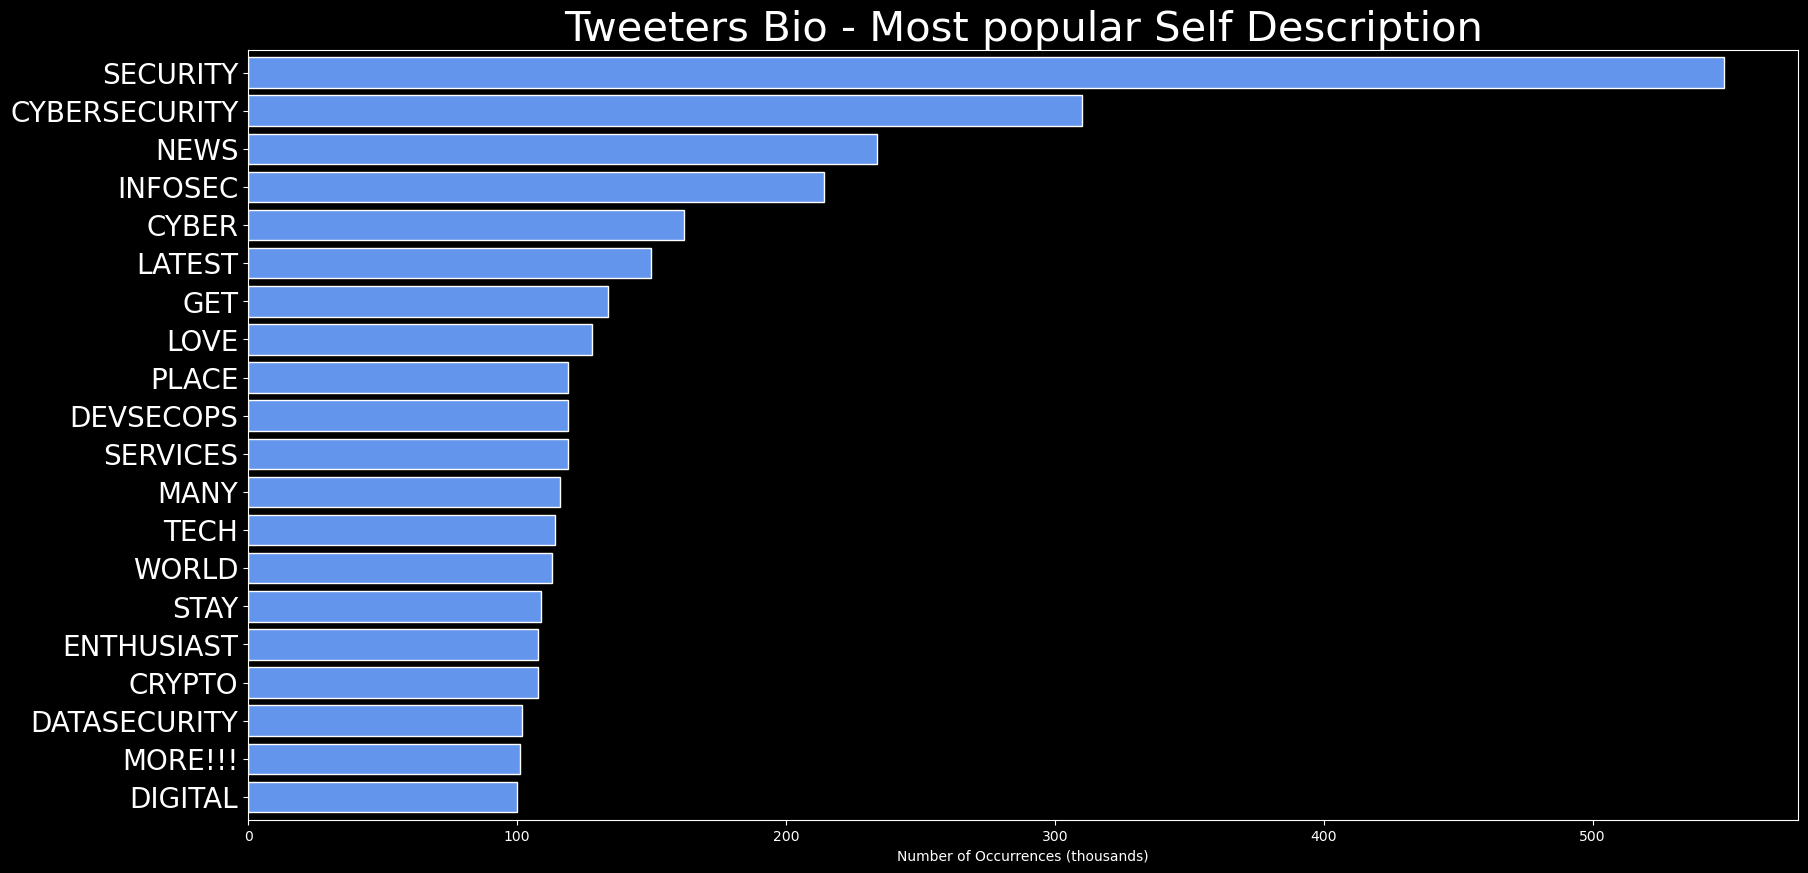 Tweeters Bio - Most popular Self Description
SECURITY
CYBERSECURITY
NEWS
INFOSEC
CYBER
LATEST
GET
LOVE
PLACE
DEVSECOPS
SERVICES
MANY
TECH
WORLD
STAY
ENTHUSIAST
CRYPTO
DATASECURITY
MORE!!!
DIGITAL
0 100 200 300 400 500
Number of Occurrences (thousands)